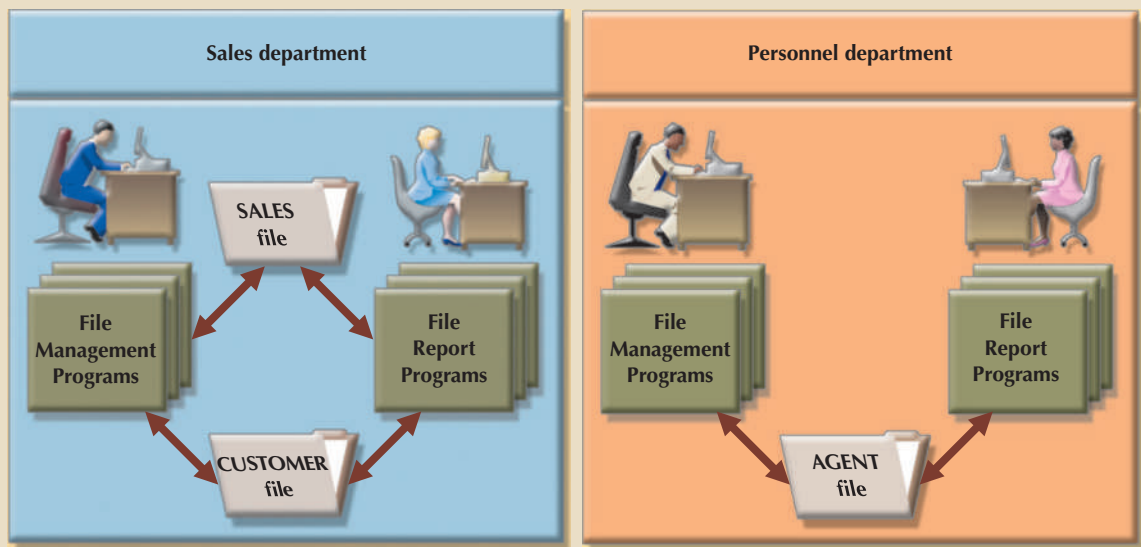 Sales department
Personnel department
SALES
file
File
Management
Programs
File
Report
Programs
CUSTOMER
file
File
Management
Programs
File
Report
Programs
AGENT
file